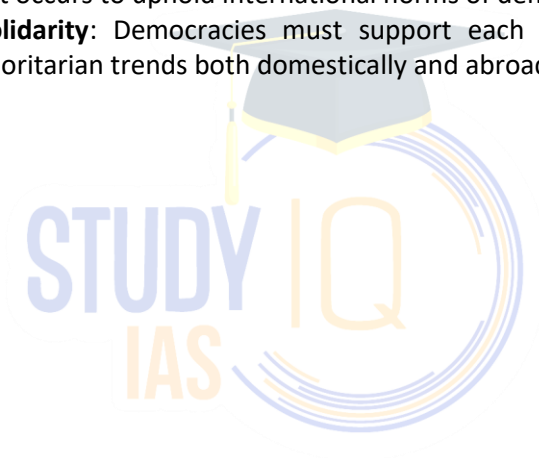 t occurs to uphold international norms of den
olidarity: Democracies must support each
oritarian trends both domestically and abroad
STUDY IQ
IAS